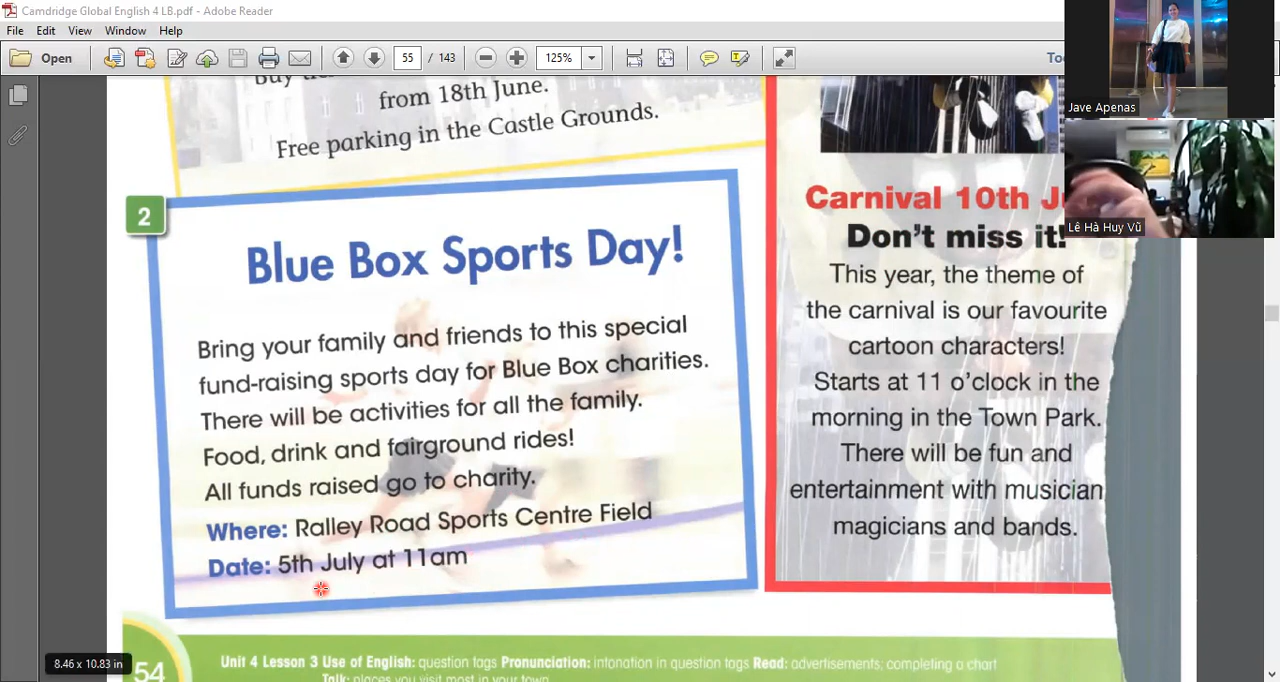 Camdridge Global English 4 LB.pdf - Adobe Reader
File Edit View Window Help
Open 55 / 143 125%
Jave Apenas
Lê Hà Huy Vũ
from 18th June.
Free parking in the Castle Grounds.
2
Blue Box Sports Day!
Bring your family and friends to this special
fund-raising sports day for Blue Box charities.
There will be activities for all the family.
Food, drink and fairground rides!
All funds raised go to charity.
Where: Ralley Road Sports Centre Field
Date: 5th July at 11am
Carnival 10th
Don't miss it!
This year, the theme of
the carnival is our favourite
cartoon characters!
Starts at 11 o'clock in the
morning in the Town Park.
There will be fun and
entertainment with musician
magicians and bands.
8.46 x 10.83 in
54
Unit 4 Lesson 3 Use of English: question tags Pronunciation: intonation in question tags Read: advertisements; completing a chart
Talk: places you visit most in your town